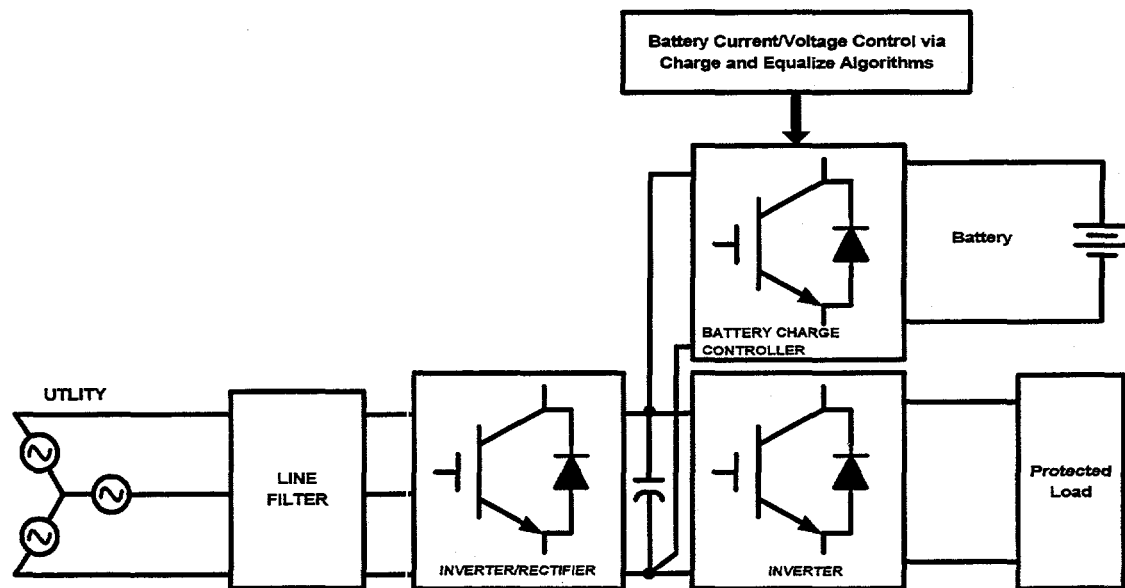 Battery Current/Voltage Control via
Charge and Equalize Algorithms
Battery
BATTERY CHARGE
CONTROLLER
UTLITY
LINE
FILTER
INVERTER/RECTIFIER
INVERTER
Protected
Load